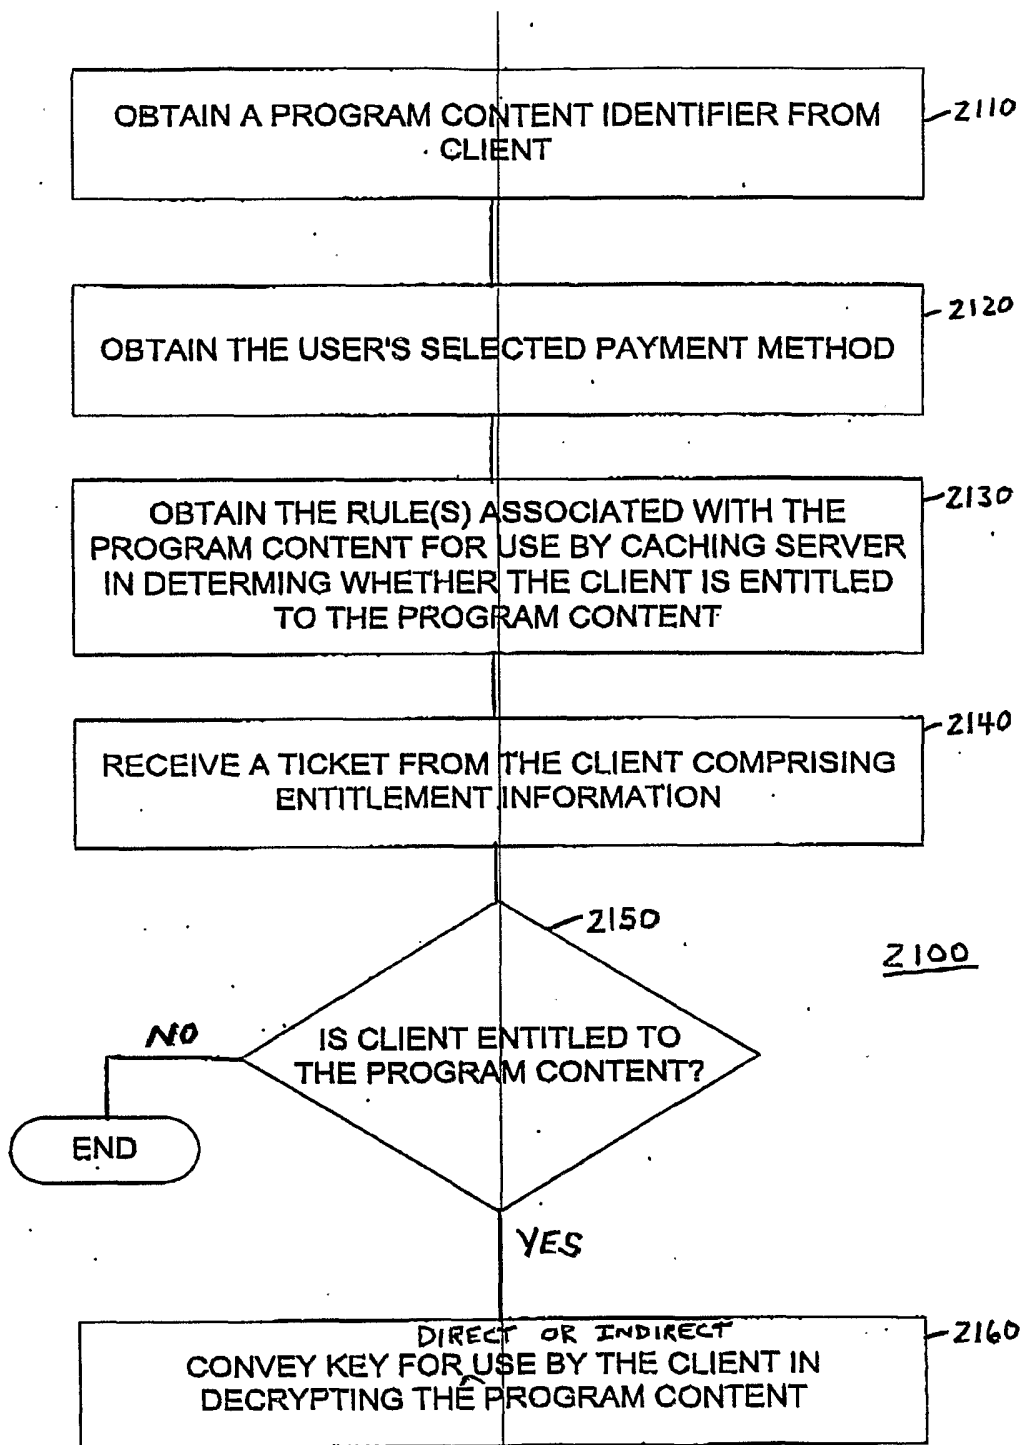 OBTAIN A PROGRAM CONTENT IDENTIFIER FROM
CLIENT
2110
OBTAIN THE USER'S SELECTED PAYMENT METHOD
2120
OBTAIN THE RULE(S) ASSOCIATED WITH THE
PROGRAM CONTENT FOR USE BY CACHING SERVER
IN DETERMING WHETHER THE CLIENT IS ENTITLED
TO THE PROGRAM CONTENT
2130
RECEIVE A TICKET FROM THE CLIENT COMPRISING
ENTITLEMENT INFORMATION
2140
2150
2100
IS CLIENT ENTITLED TO
THE PROGRAM CONTENT?
NO
END
YES
DIRECT OR INDIRECT
CONVEY KEY FOR USE BY THE CLIENT IN
DECRYPTING THE PROGRAM CONTENT
2160